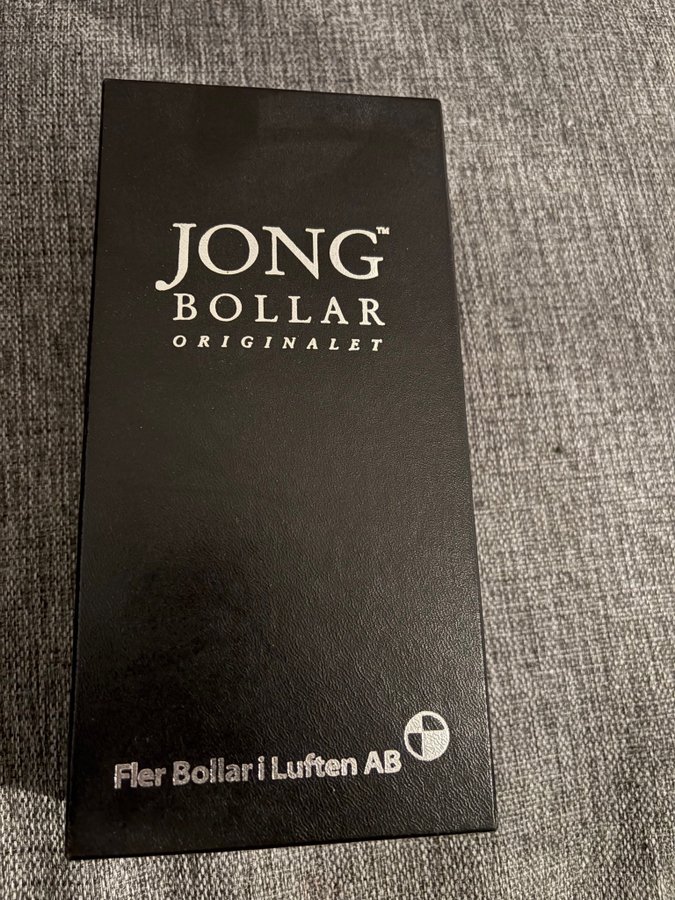 JONG™
BOLLAR
ORIGINALET
Fler Bollar i Luften AB